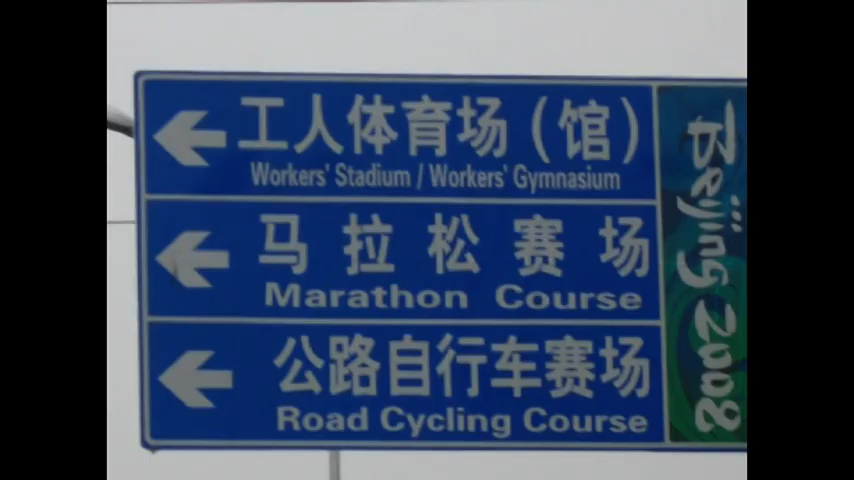 工人体育场（馆）
Workers' Stadium / Workers' Gymnasium
马拉松赛场
Marathon Course
公路自行车赛场
Road Cycling Course
Beijing 2008